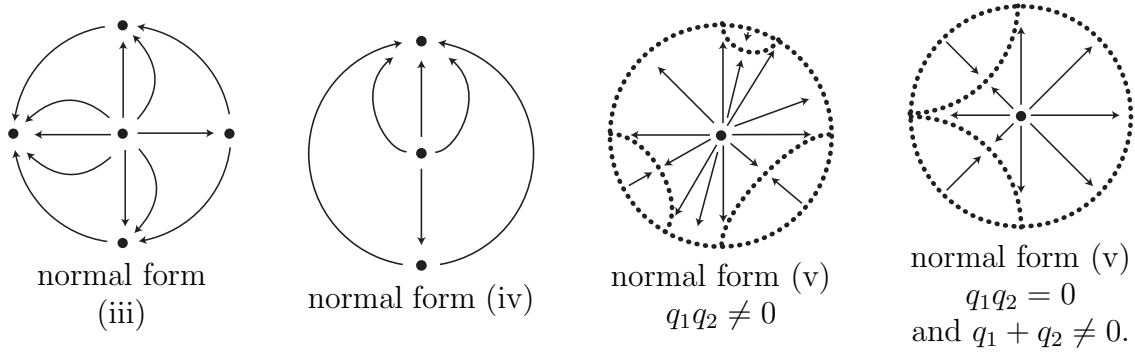 normal form
(iii)
normal form (iv)
normal form (v)
q₁q₂ ≠ 0
normal form (v)
q₁q₂ = 0
and q₁ + q₂ ≠ 0.